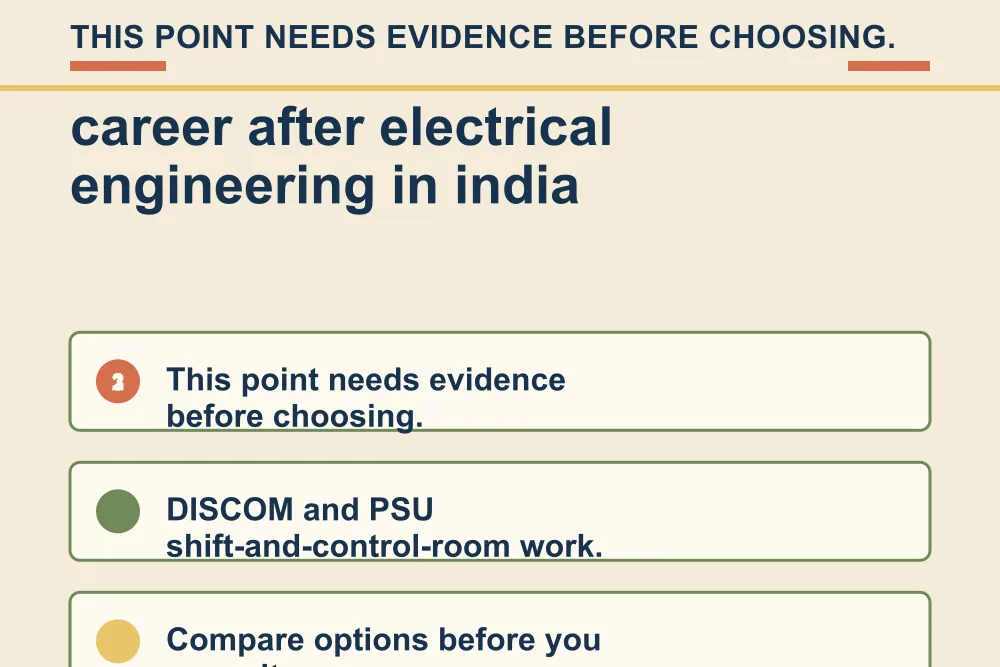 THIS POINT NEEDS EVIDENCE BEFORE CHOOSING.
career after electrical
engineering in india
This point needs evidence
before choosing.
DISCOM and PSU
shift-and-control-room work.
Compare options before you